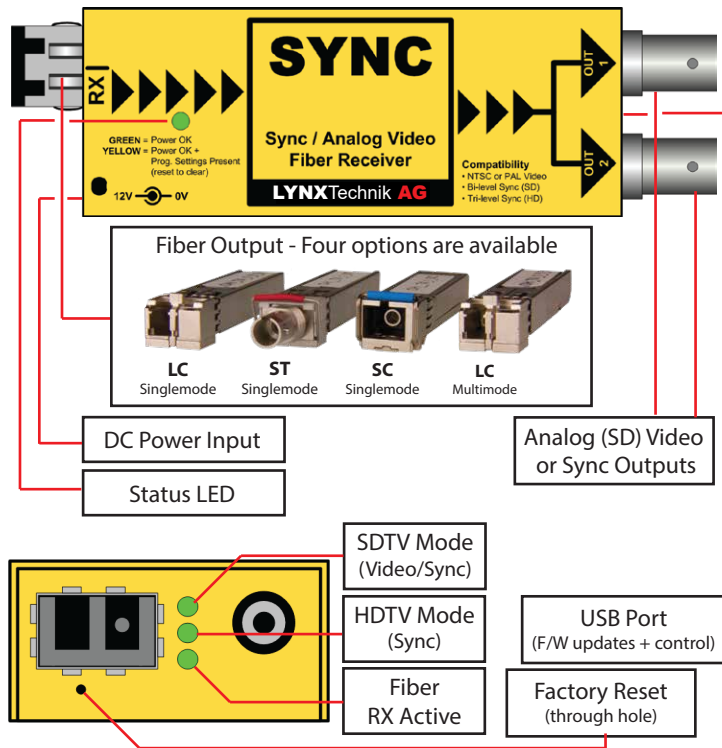 SYNC
Sync / Analog Video
Fiber Receiver
LYNXTechnik AG
RX
GREEN = Power OK
YELLOW = Power OK +
Prog. Settings Present
(reset to clear)
12V 0V
Compatibility
• NTSC or PAL Video
• Bi-level Sync (SD)
• Tri-level Sync (HD)
OUT
1
OUT
2
Fiber Output - Four options are available
LC
Singlemode
ST
Singlemode
SC
Singlemode
LC
Multimode
DC Power Input
Status LED
Analog (SD) Video
or Sync Outputs
SDTV Mode
(Video/Sync)
HDTV Mode
(Sync)
Fiber
RX Active
USB Port
(F/W updates + control)
Factory Reset
(through hole)